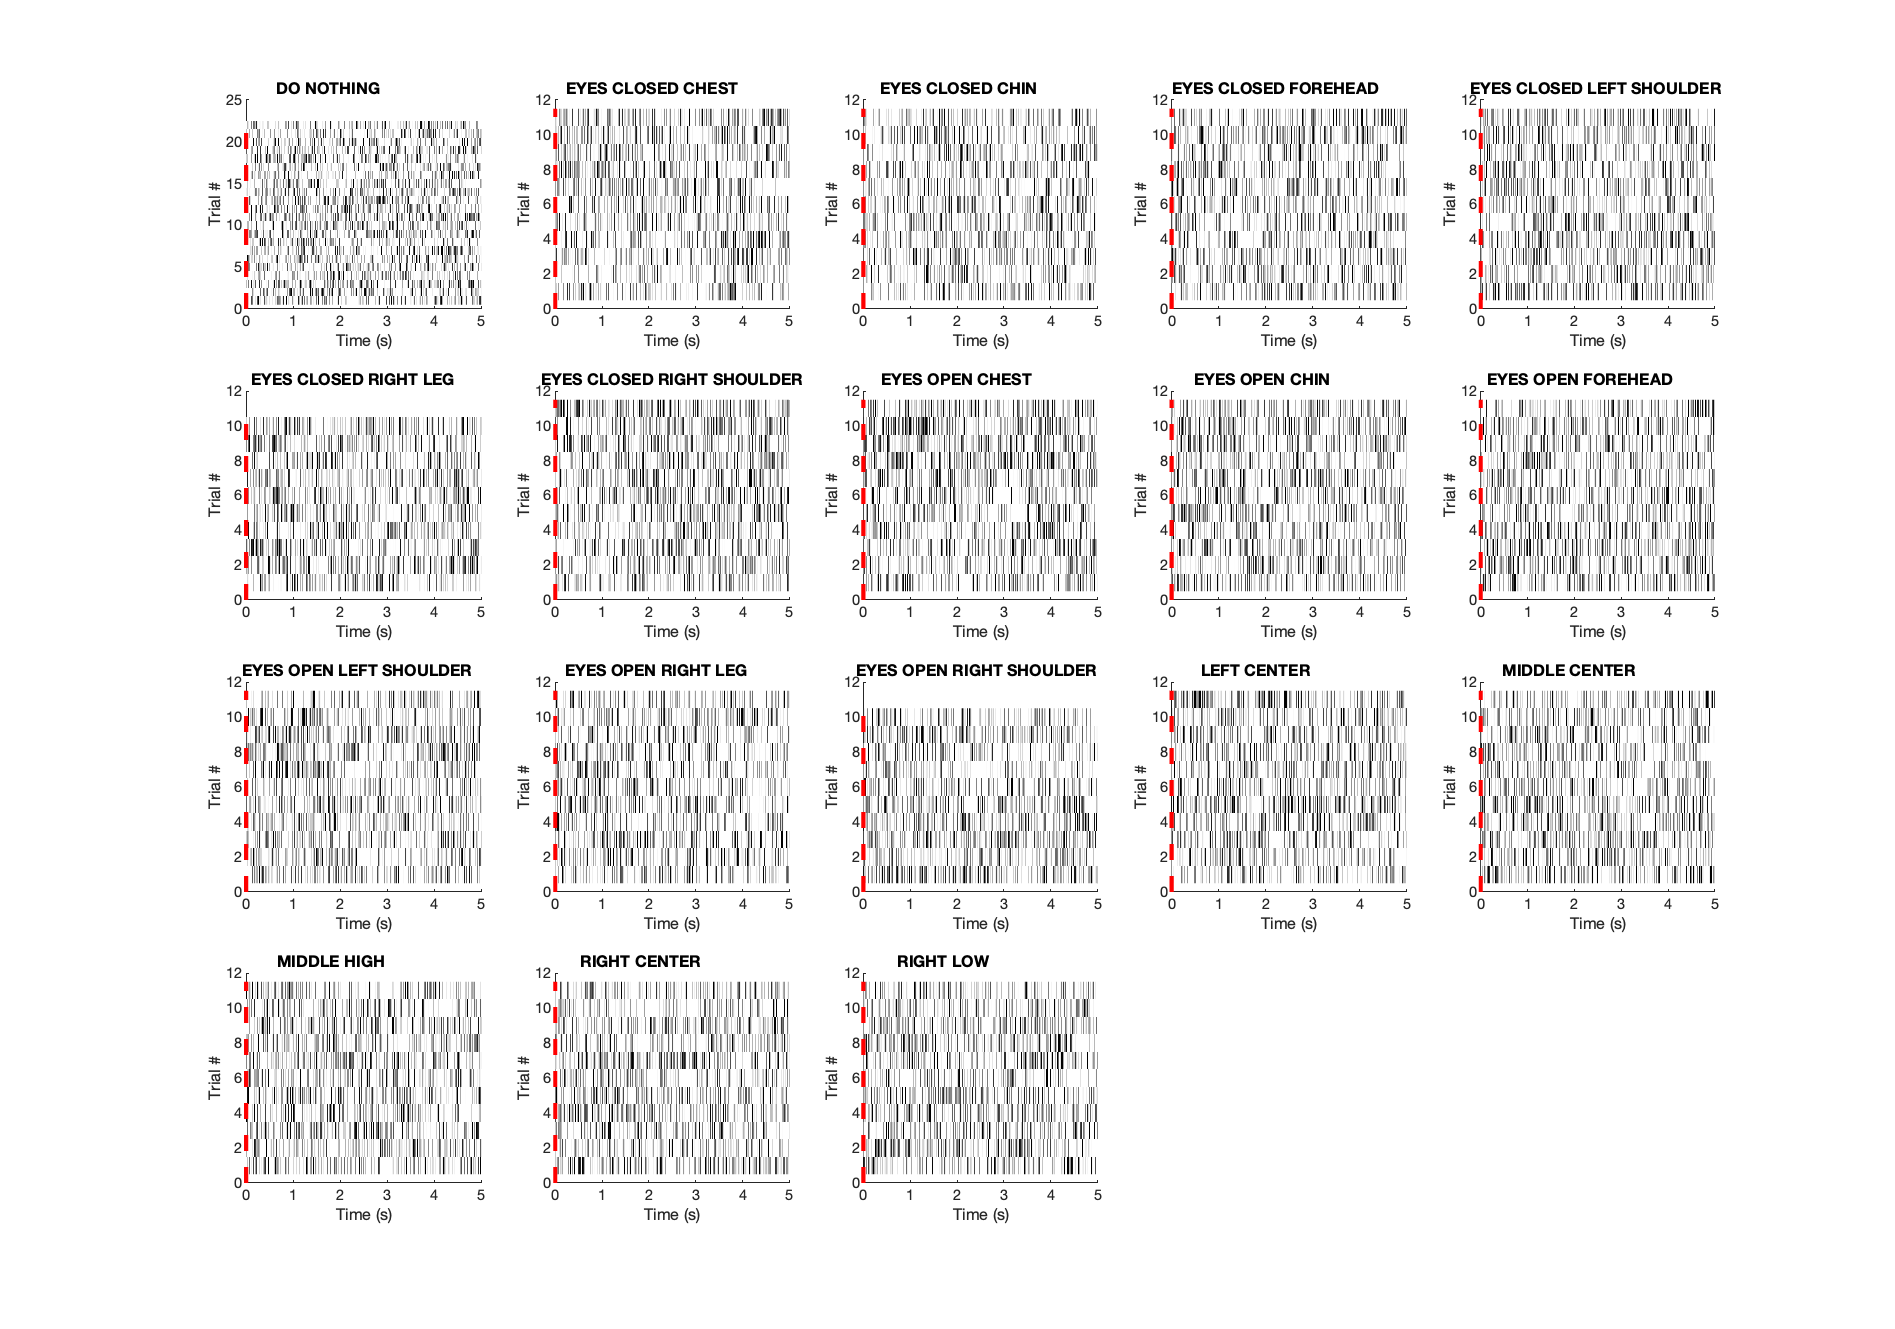 DO NOTHING
25
20
15
10
5
0
Trial #
0 1 2 3 4 5
Time (s)
EYES CLOSED CHEST
12
10
8
6
4
2
0
Trial #
0 1 2 3 4 5
Time (s)
EYES CLOSED CHIN
12
10
8
6
4
2
0
Trial #
0 1 2 3 4 5
Time (s)
EYES CLOSED FOREHEAD
12
10
8
6
4
2
0
Trial #
0 1 2 3 4 5
Time (s)
EYES CLOSED LEFT SHOULDER
12
10
8
6
4
2
0
Trial #
0 1 2 3 4 5
Time (s)
EYES CLOSED RIGHT LEG
12
10
8
6
4
2
0
Trial #
0 1 2 3 4 5
Time (s)
EYES CLOSED RIGHT SHOULDER
12
10
8
6
4
2
0
Trial #
0 1 2 3 4 5
Time (s)
EYES OPEN CHEST
12
10
8
6
4
2
0
Trial #
0 1 2 3 4 5
Time (s)
EYES OPEN CHIN
12
10
8
6
4
2
0
Trial #
0 1 2 3 4 5
Time (s)
EYES OPEN FOREHEAD
12
10
8
6
4
2
0
Trial #
0 1 2 3 4 5
Time (s)
EYES OPEN LEFT SHOULDER
12
10
8
6
4
2
0
Trial #
0 1 2 3 4 5
Time (s)
EYES OPEN RIGHT LEG
12
10
8
6
4
2
0
Trial #
0 1 2 3 4 5
Time (s)
EYES OPEN RIGHT SHOULDER
12
10
8
6
4
2
0
Trial #
0 1 2 3 4 5
Time (s)
LEFT CENTER
12
10
8
6
4
2
0
Trial #
0 1 2 3 4 5
Time (s)
MIDDLE CENTER
12
10
8
6
4
2
0
Trial #
0 1 2 3 4 5
Time (s)
MIDDLE HIGH
12
10
8
6
4
2
0
Trial #
0 1 2 3 4 5
Time (s)
RIGHT CENTER
12
10
8
6
4
2
0
Trial #
0 1 2 3 4 5
Time (s)
RIGHT LOW
12
10
8
6
4
2
0
Trial #
0 1 2 3 4 5
Time (s)